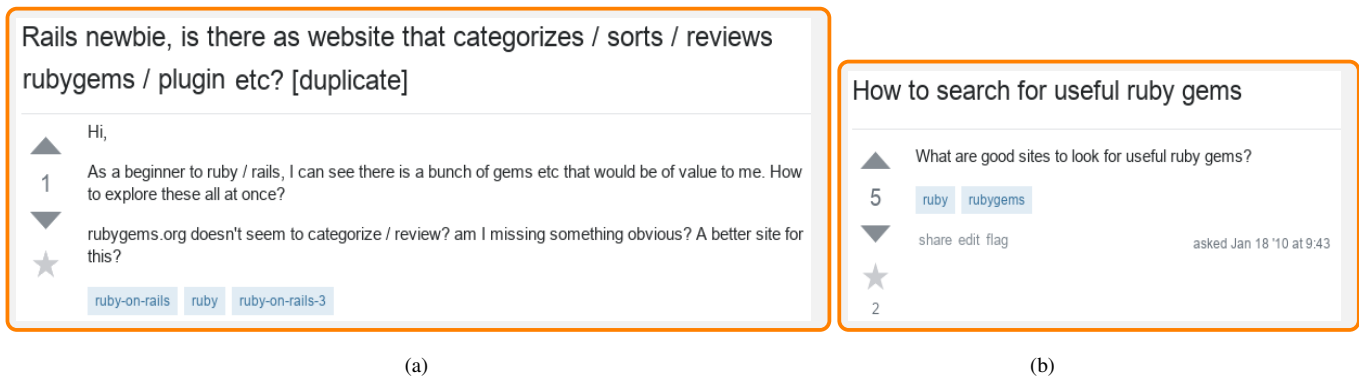 Rails newbie, is there as website that categorizes / sorts / reviews
rubygems / plugin etc? [duplicate]
Hi,
As a beginner to ruby / rails, I can see there is a bunch of gems etc that would be of value to me. How
to explore these all at once?
1
rubygems.org doesn't seem to categorize / review? am I missing something obvious? A better site for
this?
ruby-on-rails ruby ruby-on-rails-3
(a)
How to search for useful ruby gems
What are good sites to look for useful ruby gems?
5
ruby rubygems
share edit flag
asked Jan 18 '10 at 9:43
2
(b)